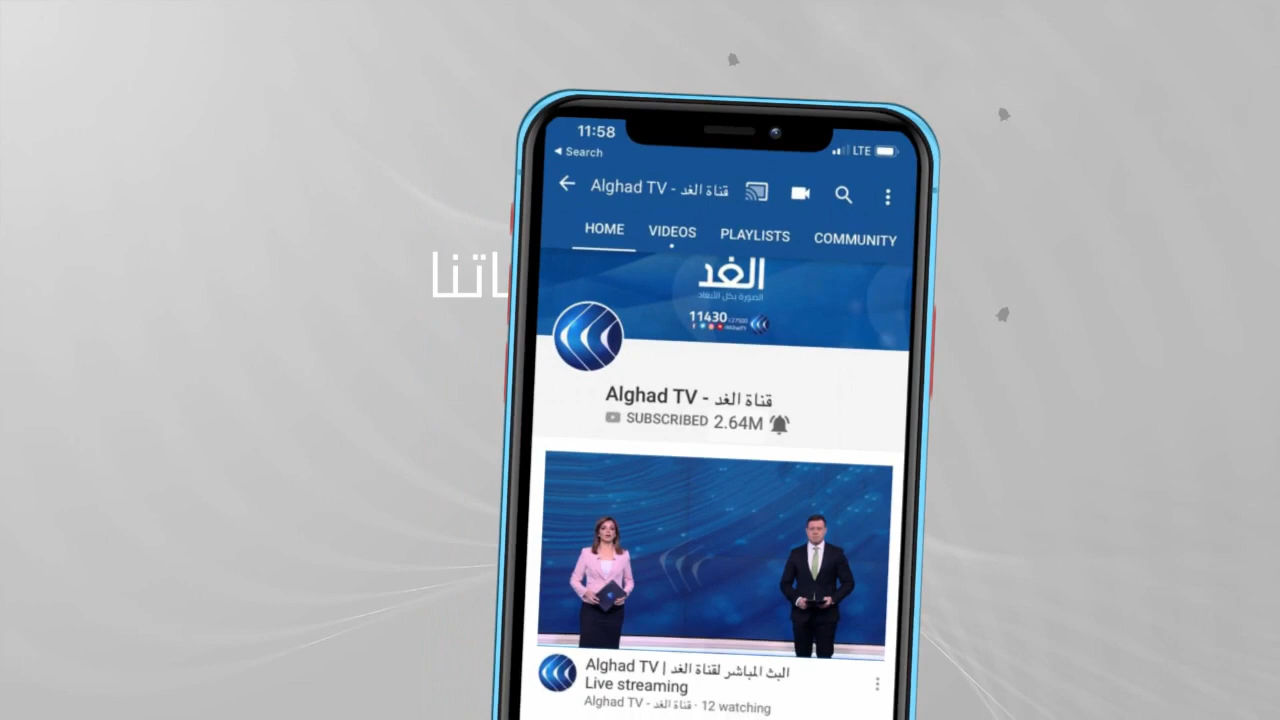 11:58
Search
LTE
Alghad TV - قناة الغد
HOME VIDEOS PLAYLISTS COMMUNITY
الغد
الصورة بكل الأبعاد
11430
Alghad TV - قناة الغد
SUBSCRIBED 2.64M
Alghad TV | البث المباشر لقناة الغد
Live streaming
Alghad TV - قناة الغد · 12 watching